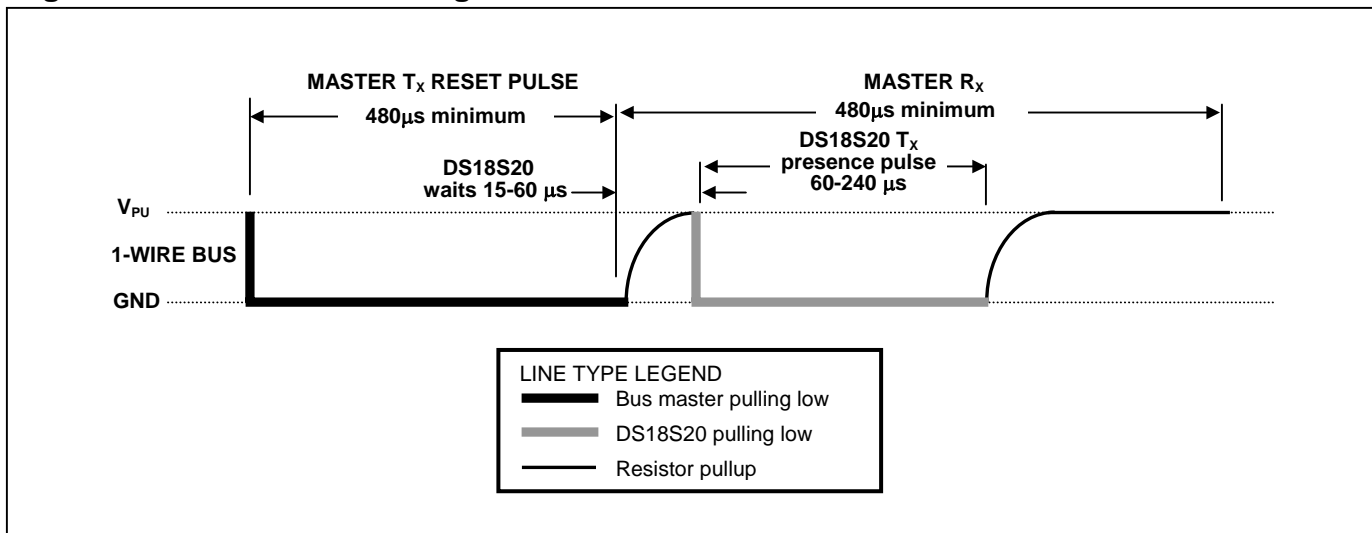 MASTER TX RESET PULSE
480μs minimum
MASTER RX
480μs minimum
DS18S20
waits 15-60 μs
DS18S20 TX
presence pulse
60-240 μs
VPU
1-WIRE BUS
GND
LINE TYPE LEGEND
Bus master pulling low
DS18S20 pulling low
Resistor pullup